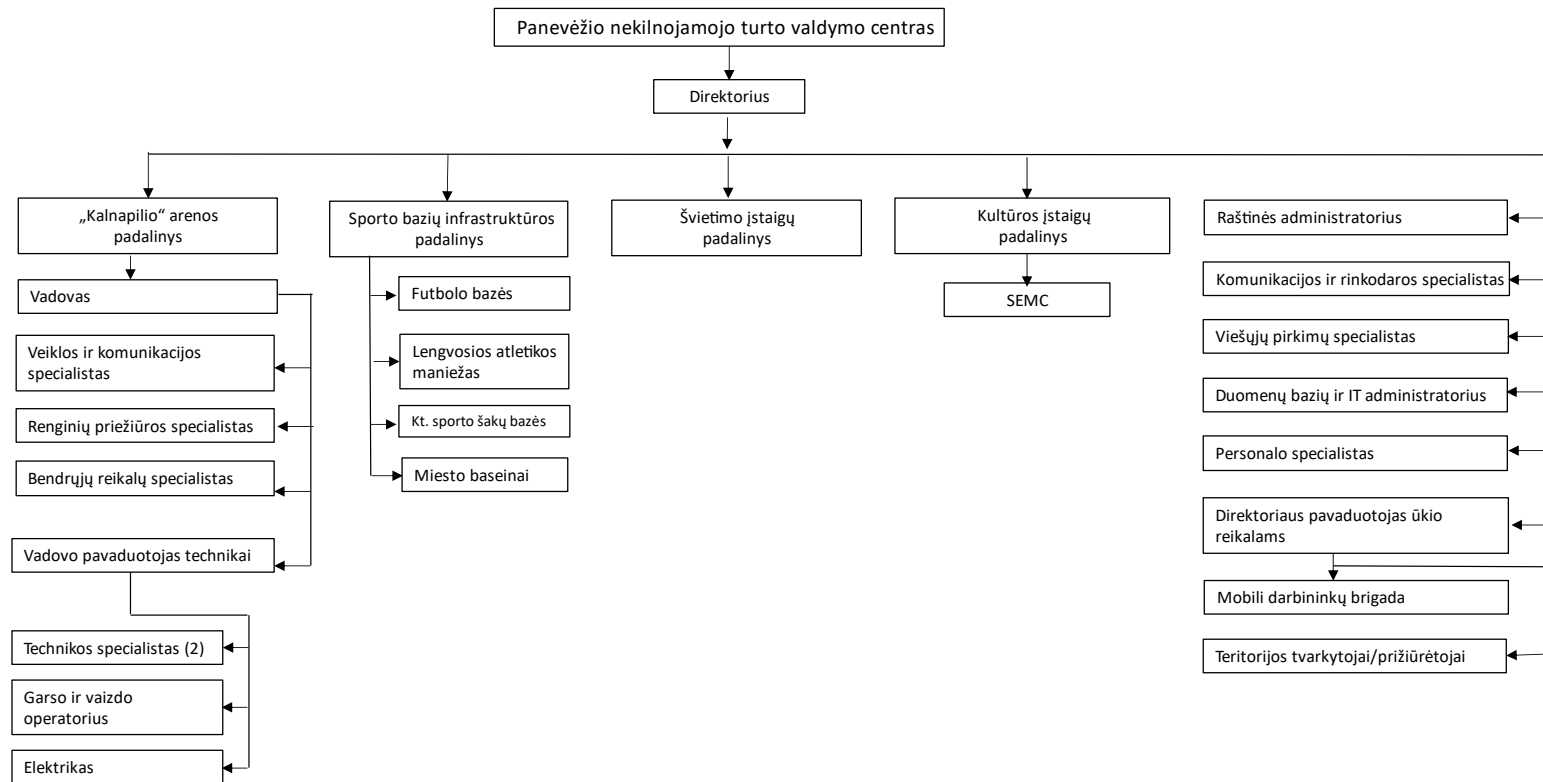 Panevėžio nekilnojamojo turto valdymo centras
Direktorius
„Kalnapilio“ arenos
padalinys
Vadovas
Veiklos ir komunikacijos
specialistas
Renginių priežiūros specialistas
Bendrųjų reikalų specialistas
Vadovo pavaduotojas technikai
Technikos specialistas (2)
Garso ir vaizdo
operatorius
Elektrikas
Sporto bazių infrastruktūros
padalinys
Futbolo bazės
Lengvosios atletikos
maniežas
Kt. sporto šakų bazės
Miesto baseinai
Švietimo įstaigų
padalinys
Kultūros įstaigų
padalinys
SEMC
Raštinės administratorius
Komunikacijos ir rinkodaros specialistas
Viešųjų pirkimų specialistas
Duomenų bazių ir IT administratorius
Personalo specialistas
Direktoriaus pavaduotojas ūkio
reikalams
Mobili darbininkų brigada
Teritorijos tvarkytojai/prižiūrėtojai